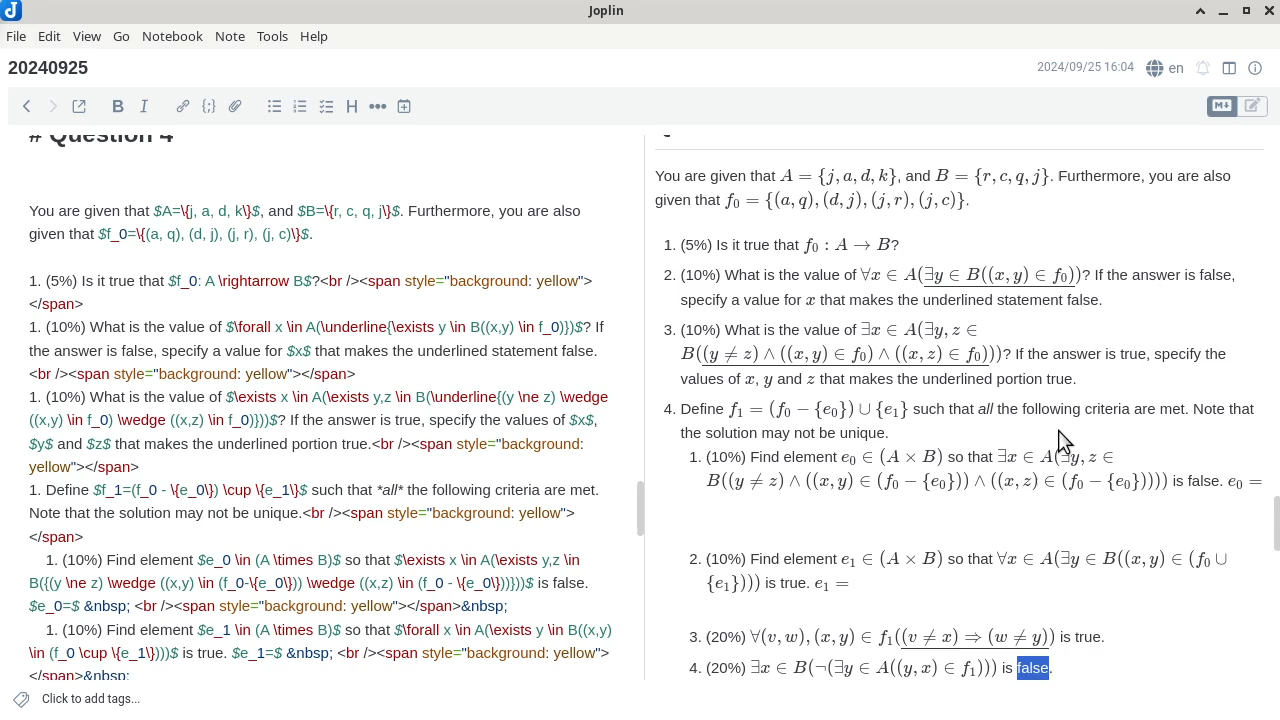 Joplin
File Edit View Go Notebook Note Tools Help
20240925
2024/09/25 16:04 en
# Question 4
You are given that $A=\{j, a, d, k\}$, and $B=\{r, c, q, j\}$. Furthermore, you are also
given that $f_0=\{(a, q), (d, j), (j, r), (j, c)\}$.
1. (5%) Is it true that $f_0: A \rightarrow B$?<br /><span style="background: yellow">
</span>
1. (10%) What is the value of $\forall x \in A(\underline{\exists y \in B((x,y) \in f_0)})$? If
the answer is false, specify a value for $x$ that makes the underlined statement false.
<br /><span style="background: yellow"></span>
1. (10%) What is the value of $\exists x \in A(\exists y,z \in B(\underline{(y \ne z) \wedge
((x,y) \in f_0) \wedge ((x,z) \in f_0)}))$? If the answer is true, specify the values of $x$,
$y$ and $z$ that makes the underlined portion true.<br /><span style="background:
yellow"></span>
1. Define $f_1=(f_0 - \{e_0\}) \cup \{e_1\}$ such that *all* the following criteria are met.
Note that the solution may not be unique.<br /><span style="background: yellow">
</span>
1. (10%) Find element $e_0 \in (A \times B)$ so that $\exists x \in A(\exists y,z \in
B({(y \ne z) \wedge ((x,y) \in (f_0-\{e_0\})) \wedge ((x,z) \in (f_0 - \{e_0\}))}))$ is false.
$e_0=$ &nbsp; <br /><span style="background: yellow"></span>&nbsp;
1. (10%) Find element $e_1 \in (A \times B)$ so that $\forall x \in A(\exists y \in B((x,y)
\in (f_0 \cup \{e_1\})))$ is true. $e_1=$ &nbsp; <br /><span style="background: yellow">
</span>&nbsp;
You are given that A = {j, a, d, k}, and B = {r, c, q, j}. Furthermore, you are also
given that f₀ = {(a, q), (d, j), (j, r), (j, c)}.
1. (5%) Is it true that f₀ : A → B?
2. (10%) What is the value of ∀x ∈ A(∃y ∈ B((x, y) ∈ f₀))? If the answer is false,
specify a value for x that makes the underlined statement false.
3. (10%) What is the value of ∃x ∈ A(∃y, z ∈
B((y ≠ z) ∧ ((x, y) ∈ f₀) ∧ ((x, z) ∈ f₀)))? If the answer is true, specify the
values of x, y and z that makes the underlined portion true.
4. Define f₁ = (f₀ − {e₀}) ∪ {e₁} such that all the following criteria are met. Note that
the solution may not be unique.
1. (10%) Find element e₀ ∈ (A × B) so that ∃x ∈ A(∃y, z ∈
B((y ≠ z) ∧ ((x, y) ∈ (f₀ − {e₀})) ∧ ((x, z) ∈ (f₀ − {e₀})))) is false. e₀ =
2. (10%) Find element e₁ ∈ (A × B) so that ∀x ∈ A(∃y ∈ B((x, y) ∈ (f₀ ∪
{e₁}))) is true. e₁ =
3. (20%) ∀(v, w), (x, y) ∈ f₁((v ≠ x) ⇒ (w ≠ y)) is true.
4. (20%) ∃x ∈ B(¬(∃y ∈ A((y, x) ∈ f₁))) is false.
Click to add tags...